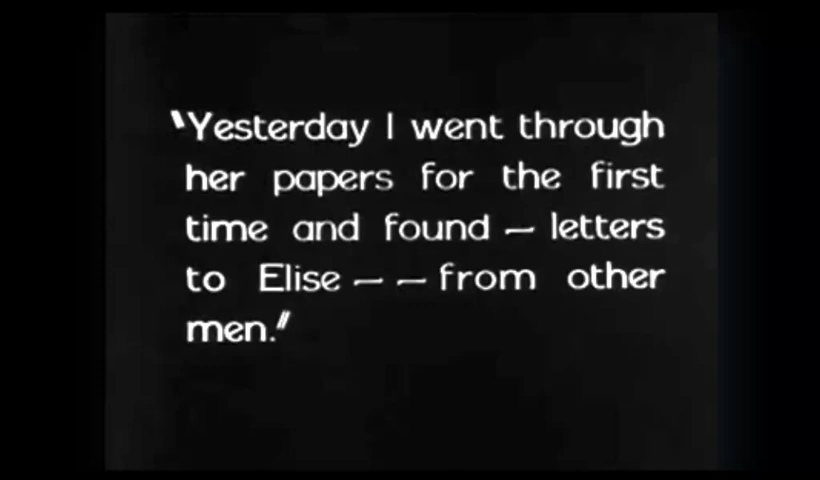 "Yesterday I went through
her papers for the first
time and found — letters
to Elise — — from other
men."